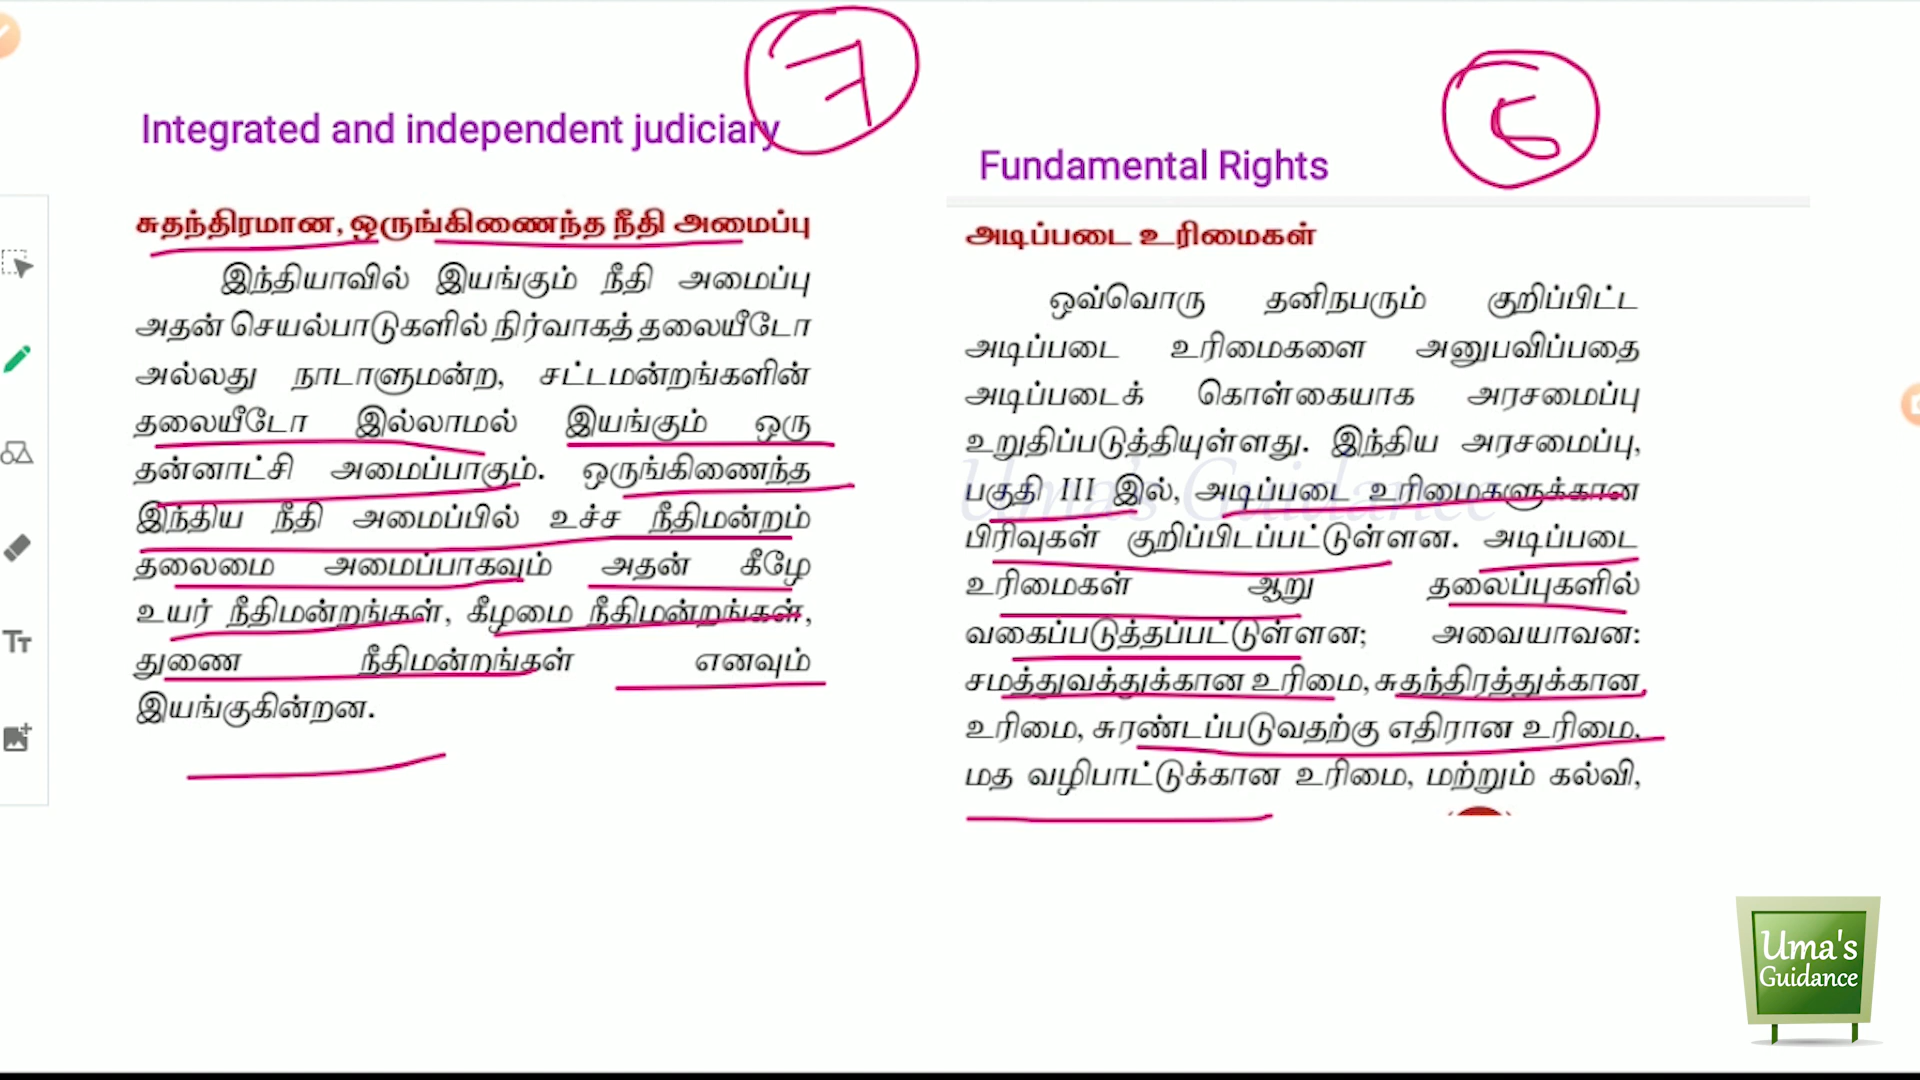 7
Integrated and independent judiciary
சுதந்திரமான, ஒருங்கிணைந்த நீதி அமைப்பு
இந்தியாவில் இயங்கும் நீதி அமைப்பு
அதன் செயல்பாடுகளில் நிர்வாகத் தலையீடோ
அல்லது நாடாளுமன்ற, சட்டமன்றங்களின்
தலையீடோ இல்லாமல் இயங்கும் ஒரு
தன்னாட்சி அமைப்பாகும். ஒருங்கிணைந்த
இந்திய நீதி அமைப்பில் உச்ச நீதிமன்றம்
தலைமை அமைப்பாகவும் அதன் கீழே
உயர் நீதிமன்றங்கள், கீழமை நீதிமன்றங்கள்,
துணை நீதிமன்றங்கள் எனவும்
இயங்குகின்றன.
Fundamental Rights
அடிப்படை உரிமைகள்
ஒவ்வொரு தனிநபரும் குறிப்பிட்ட
அடிப்படை உரிமைகளை அனுபவிப்பதை
அடிப்படைக் கொள்கையாக அரசமைப்பு
உறுதிப்படுத்தியுள்ளது. இந்திய அரசமைப்பு,
பகுதி III இல், அடிப்படை உரிமைகளுக்கான
பிரிவுகள் குறிப்பிடப்பட்டுள்ளன. அடிப்படை
உரிமைகள் ஆறு தலைப்புகளில்
வகைப்படுத்தப்பட்டுள்ளன; அவையாவன:
சமத்துவத்துக்கான உரிமை, சுதந்திரத்துக்கான
உரிமை, சுரண்டப்படுவதற்கு எதிரான உரிமை,
மத வழிபாட்டுக்கான உரிமை, மற்றும் கல்வி,
Uma's Guidance
Tт
Uma's
Guidance